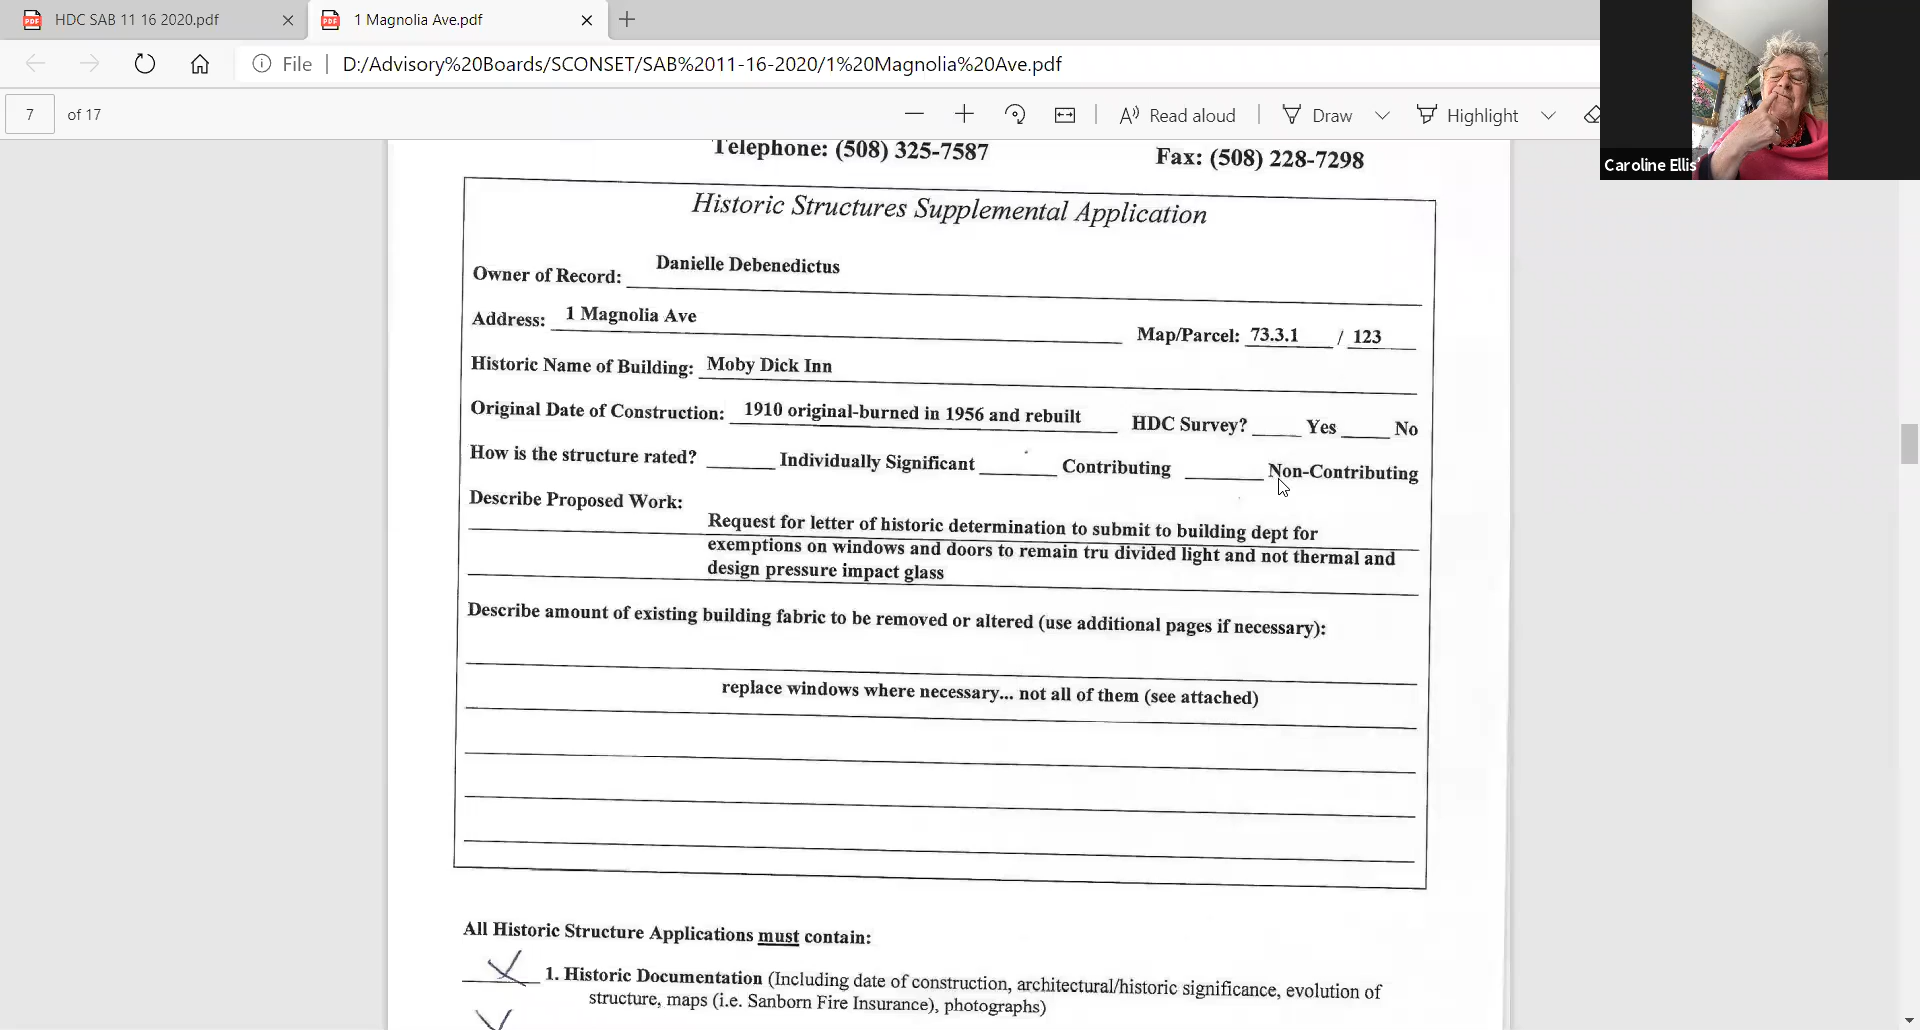 HDC SAB 11 16 2020.pdf
1 Magnolia Ave.pdf
File | D:/Advisory%20Boards/SCONSET/SAB%2011-16-2020/1%20Magnolia%20Ave.pdf
7 of 17
Read aloud
Draw
Highlight
Caroline Ellis
Telephone: (508) 325-7587 Fax: (508) 228-7298
Historic Structures Supplemental Application
Owner of Record: Danielle Debenedictus
Address: 1 Magnolia Ave Map/Parcel: 73.3.1 / 123
Historic Name of Building: Moby Dick Inn
Original Date of Construction: 1910 original-burned in 1956 and rebuilt HDC Survey? ____ Yes ____ No
How is the structure rated? ____ Individually Significant ____ Contributing ____ Non-Contributing
Describe Proposed Work:
Request for letter of historic determination to submit to building dept for
exemptions on windows and doors to remain tru divided light and not thermal and
design pressure impact glass
Describe amount of existing building fabric to be removed or altered (use additional pages if necessary):
replace windows where necessary... not all of them (see attached)
All Historic Structure Applications must contain:
1. Historic Documentation (Including date of construction, architectural/historic significance, evolution of
structure, maps (i.e. Sanborn Fire Insurance), photographs)